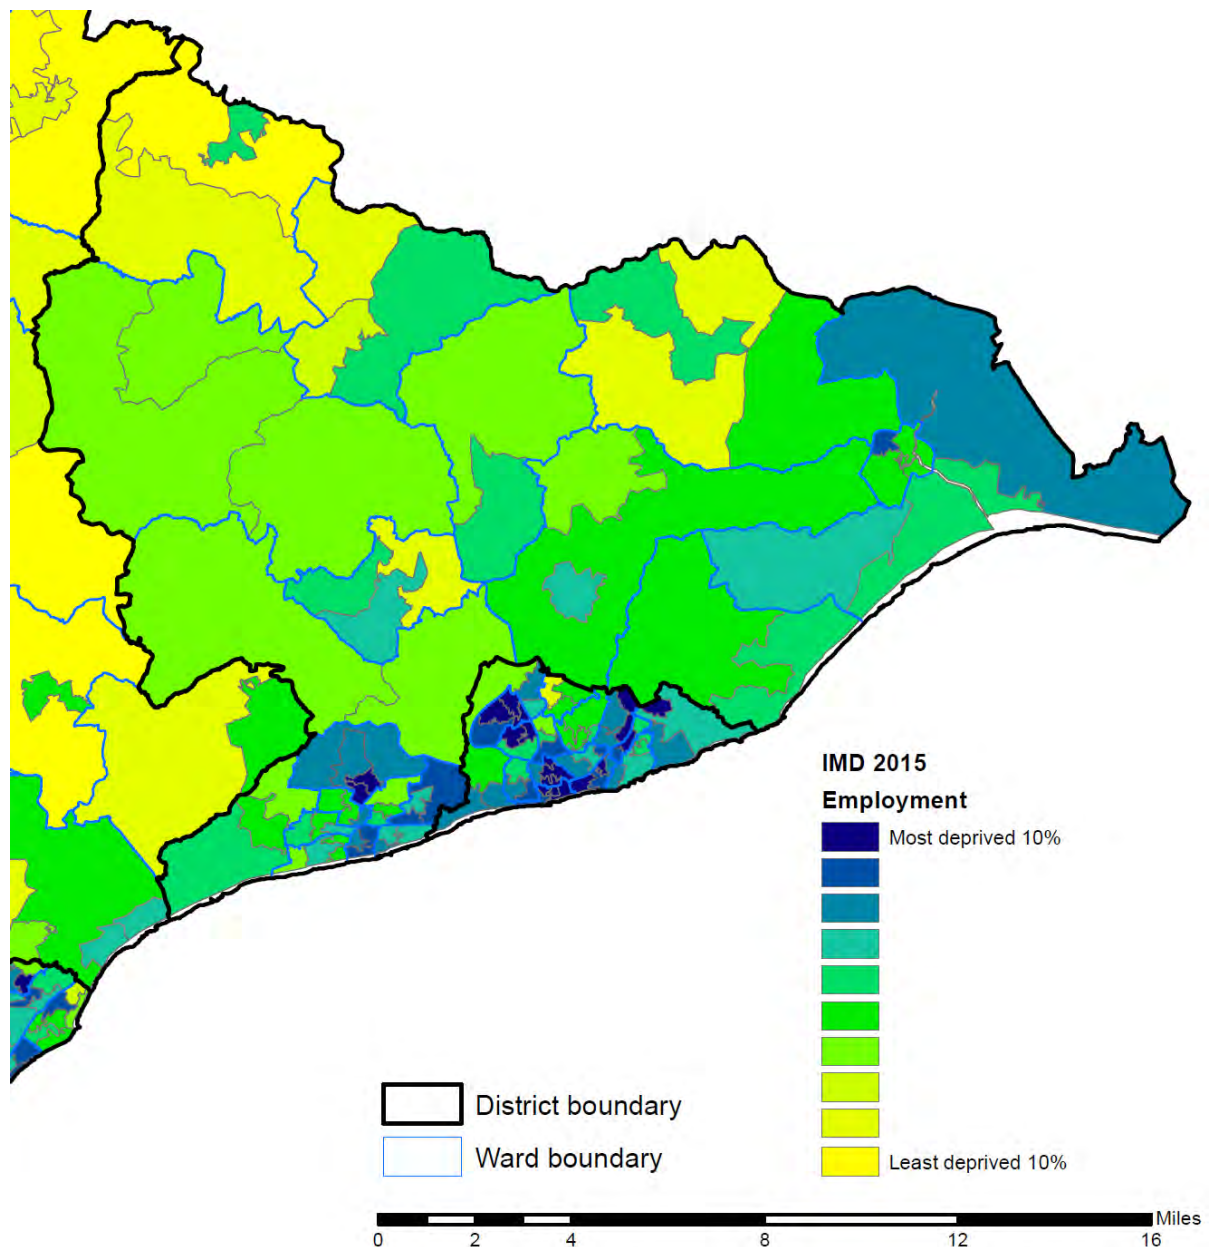 IMD 2015
Employment
Most deprived 10%
Least deprived 10%
District boundary
Ward boundary
Miles
0 2 4 8 12 16